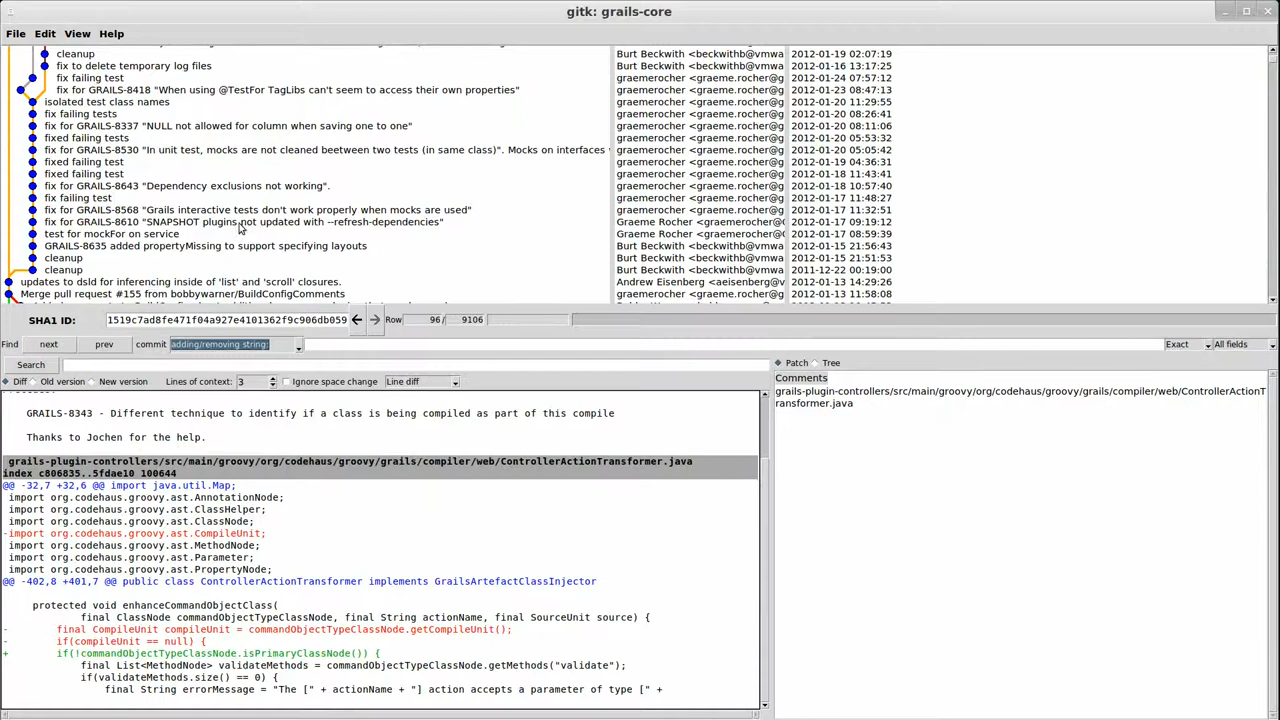 gitk: grails-core
File Edit View Help
cleanup Burt Beckwith <beckwithb@vmwa 2012-01-19 02:07:19
fix to delete temporary log files Burt Beckwith <beckwithb@vmwa 2012-01-16 13:17:25
fix failing test graemerocher <graeme.rocher@g 2012-01-24 07:57:12
fix for GRAILS-8418 "When using @TestFor TagLibs can't seem to access their own properties" graemerocher <graeme.rocher@g 2012-01-23 08:47:13
isolated test class names graemerocher <graeme.rocher@g 2012-01-20 11:29:55
fix failing tests graemerocher <graeme.rocher@g 2012-01-20 08:26:41
fix for GRAILS-8337 "NULL not allowed for column when saving one to one" graemerocher <graeme.rocher@g 2012-01-20 08:11:06
fixed failing tests graemerocher <graeme.rocher@g 2012-01-20 05:53:32
fix for GRAILS-8530 "In unit test, mocks are not cleaned beetween two tests (in same class)". Mocks on interfaces graemerocher <graeme.rocher@g 2012-01-20 05:05:42
fixed failing test graemerocher <graeme.rocher@g 2012-01-19 04:36:31
fixed failing test graemerocher <graeme.rocher@g 2012-01-18 11:43:41
fix for GRAILS-8643 "Dependency exclusions not working". graemerocher <graeme.rocher@g 2012-01-18 10:57:40
fix failing test graemerocher <graeme.rocher@g 2012-01-17 11:48:27
fix for GRAILS-8568 "Grails interactive tests don't work properly when mocks are used" graemerocher <graeme.rocher@g 2012-01-17 11:32:51
fix for GRAILS-8610 "SNAPSHOT plugins not updated with --refresh-dependencies" Graeme Rocher <graeme.rocher@g 2012-01-17 09:19:12
test for mockFor on service Graeme Rocher <graeme.rocher@g 2012-01-17 08:59:39
GRAILS-8635 added propertyMissing to support specifying layouts Burt Beckwith <beckwithb@vmwa 2012-01-15 21:56:43
cleanup Burt Beckwith <beckwithb@vmwa 2012-01-15 21:51:53
cleanup Burt Beckwith <beckwithb@vmwa 2011-12-22 00:19:00
updates to dsld for inferencing inside of 'list' and 'scroll' closures. Andrew Eisenberg <aeisenberg@v 2012-01-13 14:29:26
Merge pull request #155 from bobbywarner/BuildConfigComments graemerocher <graeme.rocher@g 2012-01-13 11:58:08
SHA1 ID: 1519c7ad8fe471f04a927e4101362f9c906db059 Row 96 / 9106
Find next prev commit adding/removing string: Exact All fields
Search
Patch Tree
Diff Old version New version Lines of context: 3 Ignore space change Line diff
Comments
grails-plugin-controllers/src/main/groovy/org/codehaus/groovy/grails/compiler/web/ControllerActionT
ransformer.java
GRAILS-8343 - Different technique to identify if a class is being compiled as part of this compile
Thanks to Jochen for the help.
grails-plugin-controllers/src/main/groovy/org/codehaus/groovy/grails/compiler/web/ControllerActionTransformer.java
index c806835..5fdae10 100644
@@ -32,7 +32,6 @@ import java.util.Map;
import org.codehaus.groovy.ast.AnnotationNode;
import org.codehaus.groovy.ast.ClassHelper;
import org.codehaus.groovy.ast.ClassNode;
-import org.codehaus.groovy.ast.CompileUnit;
import org.codehaus.groovy.ast.MethodNode;
import org.codehaus.groovy.ast.Parameter;
import org.codehaus.groovy.ast.PropertyNode;
@@ -402,8 +401,7 @@ public class ControllerActionTransformer implements GrailsArtefactClassInjector
protected void enhanceCommandObjectClass(
final ClassNode commandObjectTypeClassNode, final String actionName, final SourceUnit source) {
- final CompileUnit compileUnit = commandObjectTypeClassNode.getCompileUnit();
- if(compileUnit == null) {
+ if(!commandObjectTypeClassNode.isPrimaryClassNode()) {
final List<MethodNode> validateMethods = commandObjectTypeClassNode.getMethods("validate");
if(validateMethods.size() == 0) {
final String errorMessage = "The [" + actionName + "] action accepts a parameter of type [" +